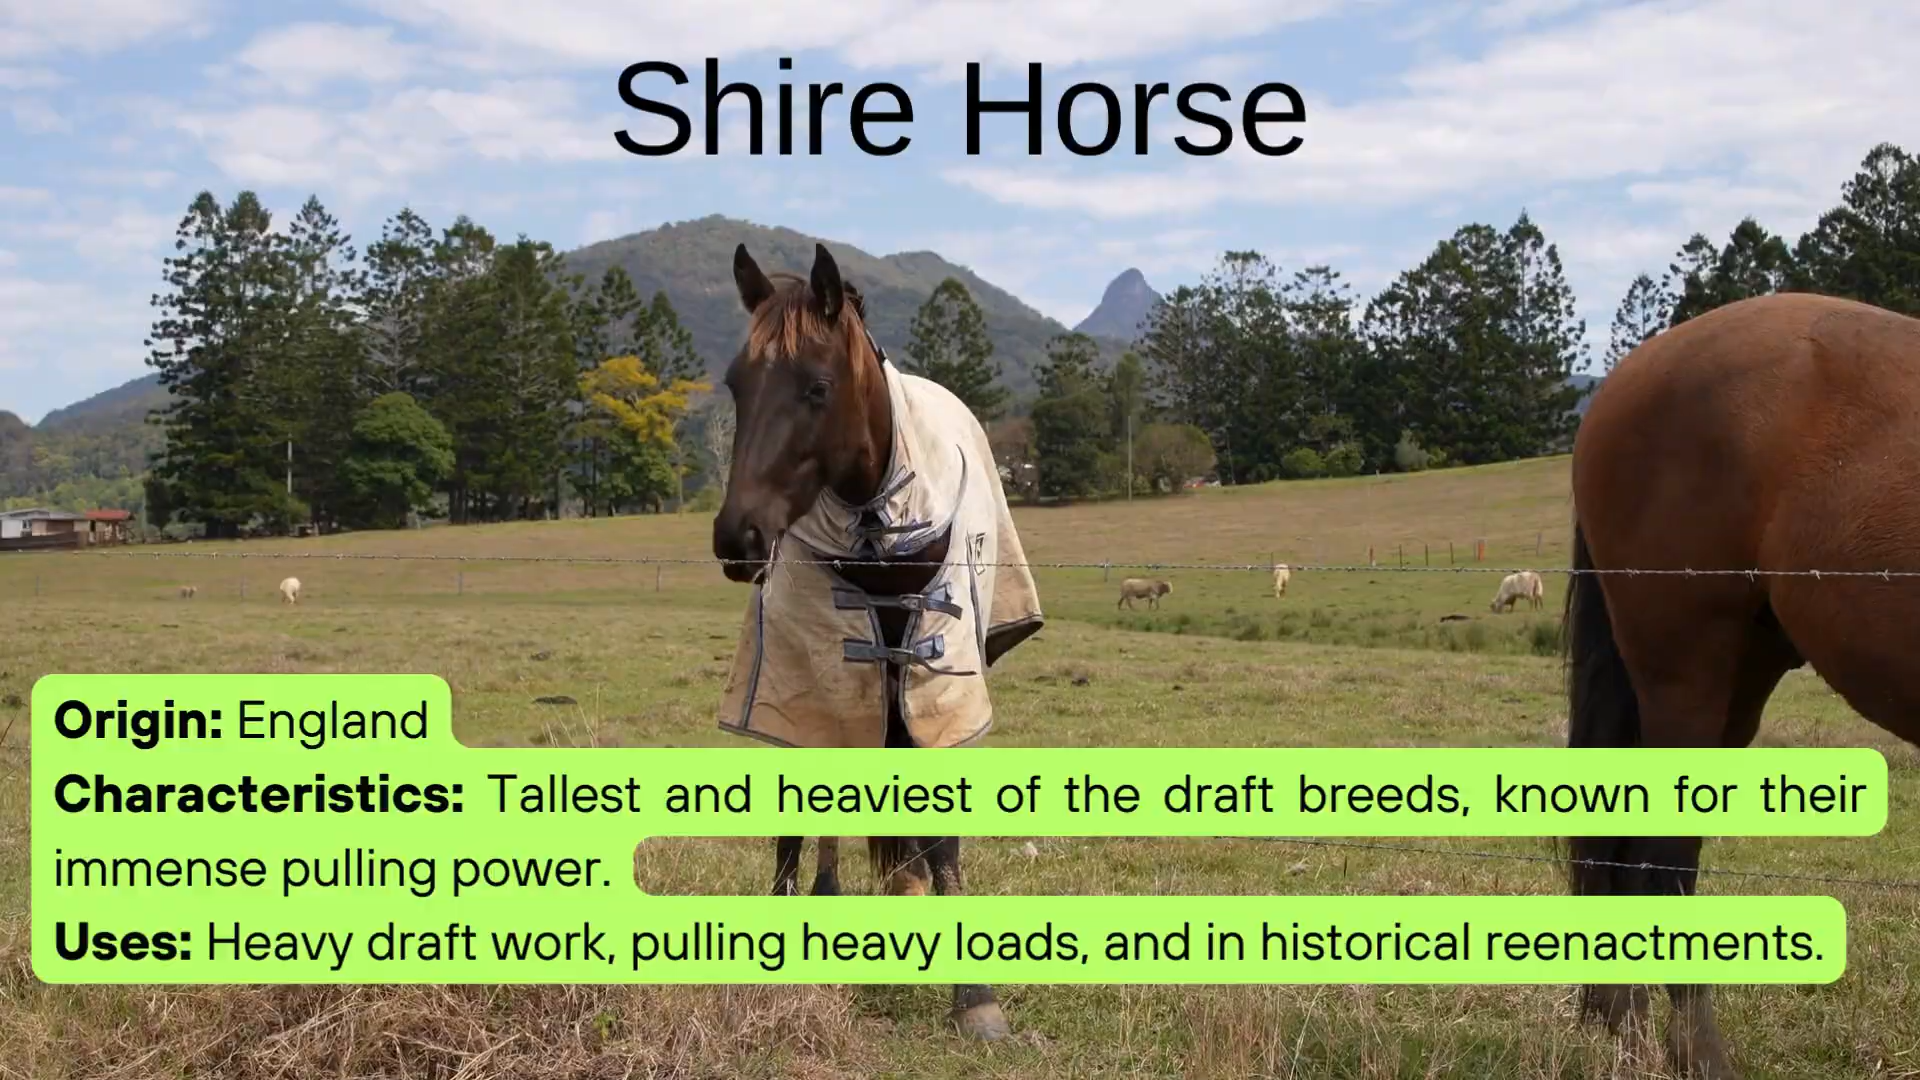 Shire Horse
Origin: England
Characteristics: Tallest and heaviest of the draft breeds, known for their
immense pulling power.
Uses: Heavy draft work, pulling heavy loads, and in historical reenactments.